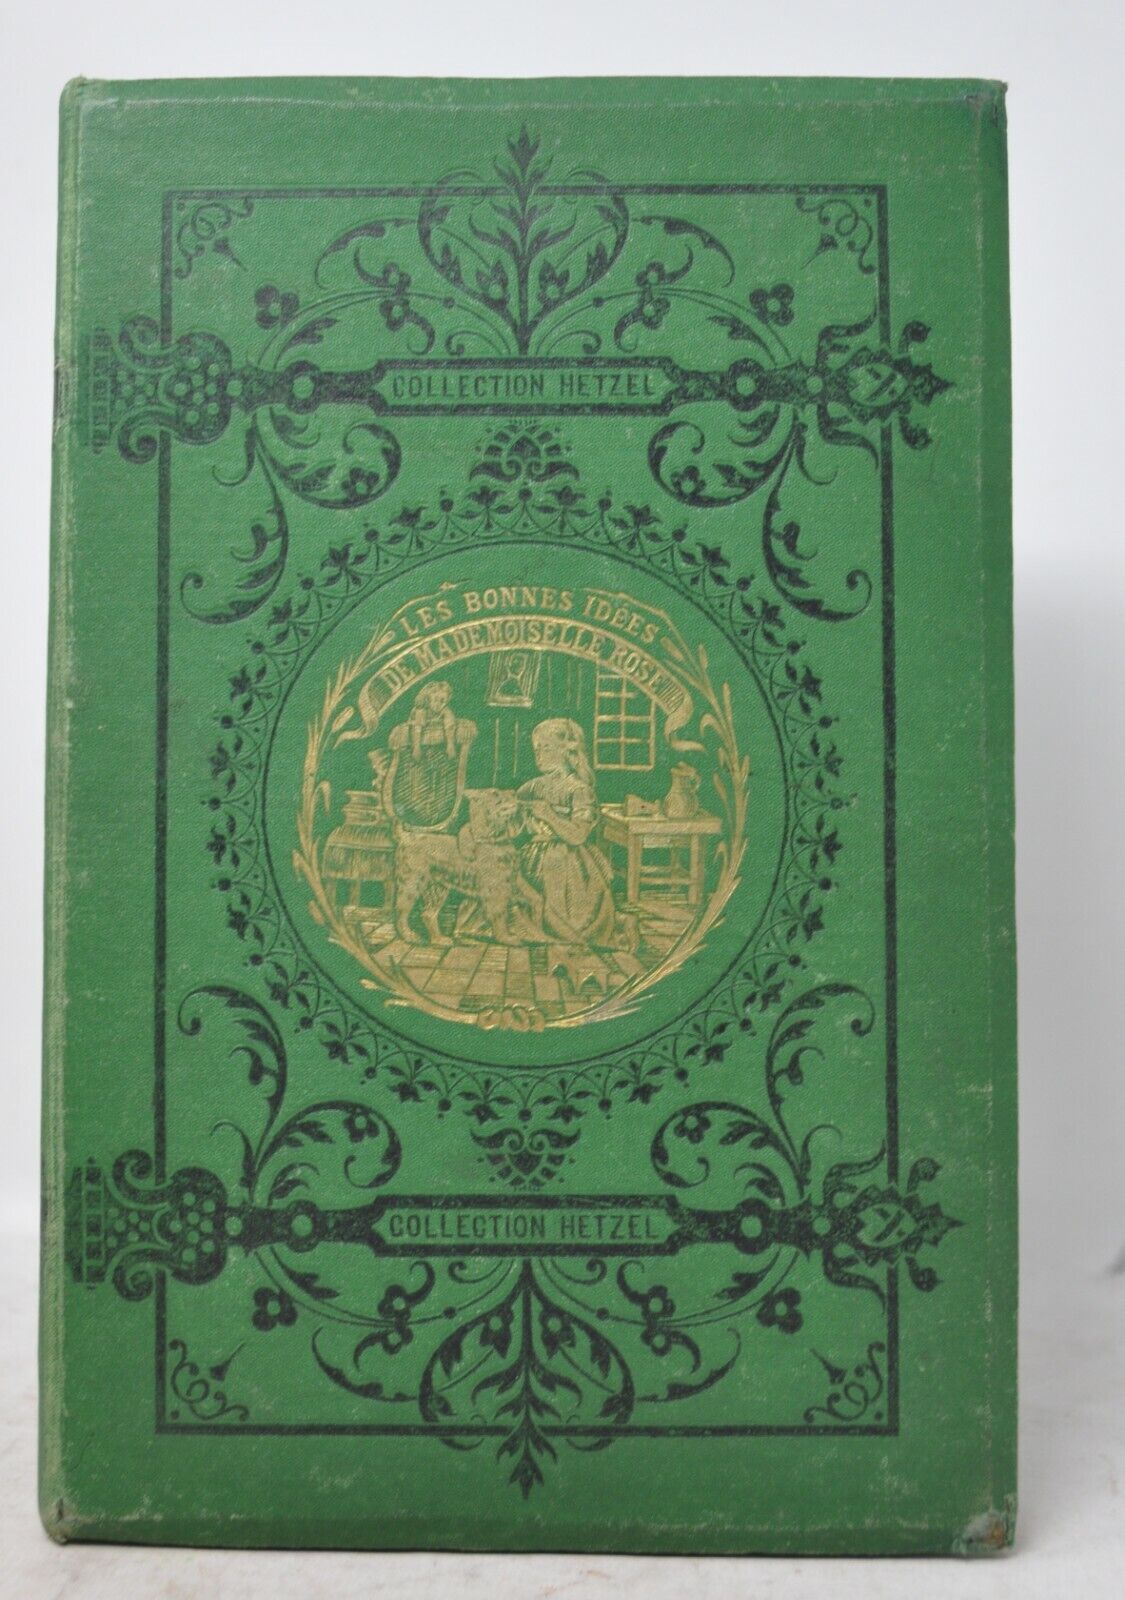 COLLECTION HETZEL
LES BONNES IDÉES
DE MADEMOISELLE ROSE
COLLECTION HETZEL